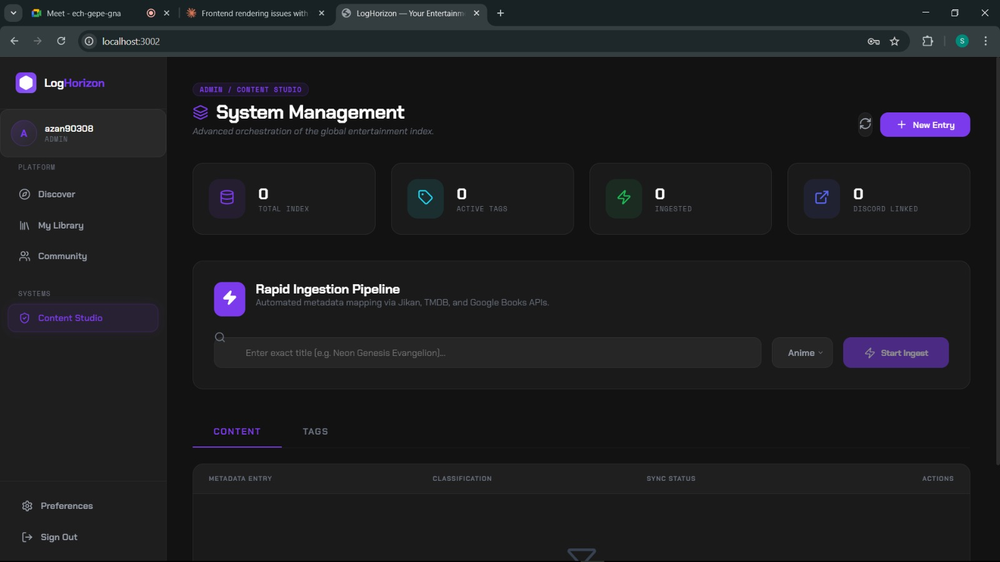 Meet - ech-gepe-gna
Frontend rendering issues with
LogHorizon — Your Entertainm
S
localhost:3002
LogHorizon
A
azan90308
ADMIN
PLATFORM
Discover
My Library
Community
SYSTEMS
Content Studio
Preferences
Sign Out
ADMIN / CONTENT STUDIO
System Management
Advanced orchestration of the global entertainment index.
New Entry
0
TOTAL INDEX
0
ACTIVE TAGS
0
INGESTED
0
DISCORD LINKED
Rapid Ingestion Pipeline
Automated metadata mapping via Jikan, TMDB, and Google Books APIs.
Enter exact title (e.g. Neon Genesis Evangelion)...
Anime
Start Ingest
CONTENT
TAGS
METADATA ENTRY
CLASSIFICATION
SYNC STATUS
ACTIONS